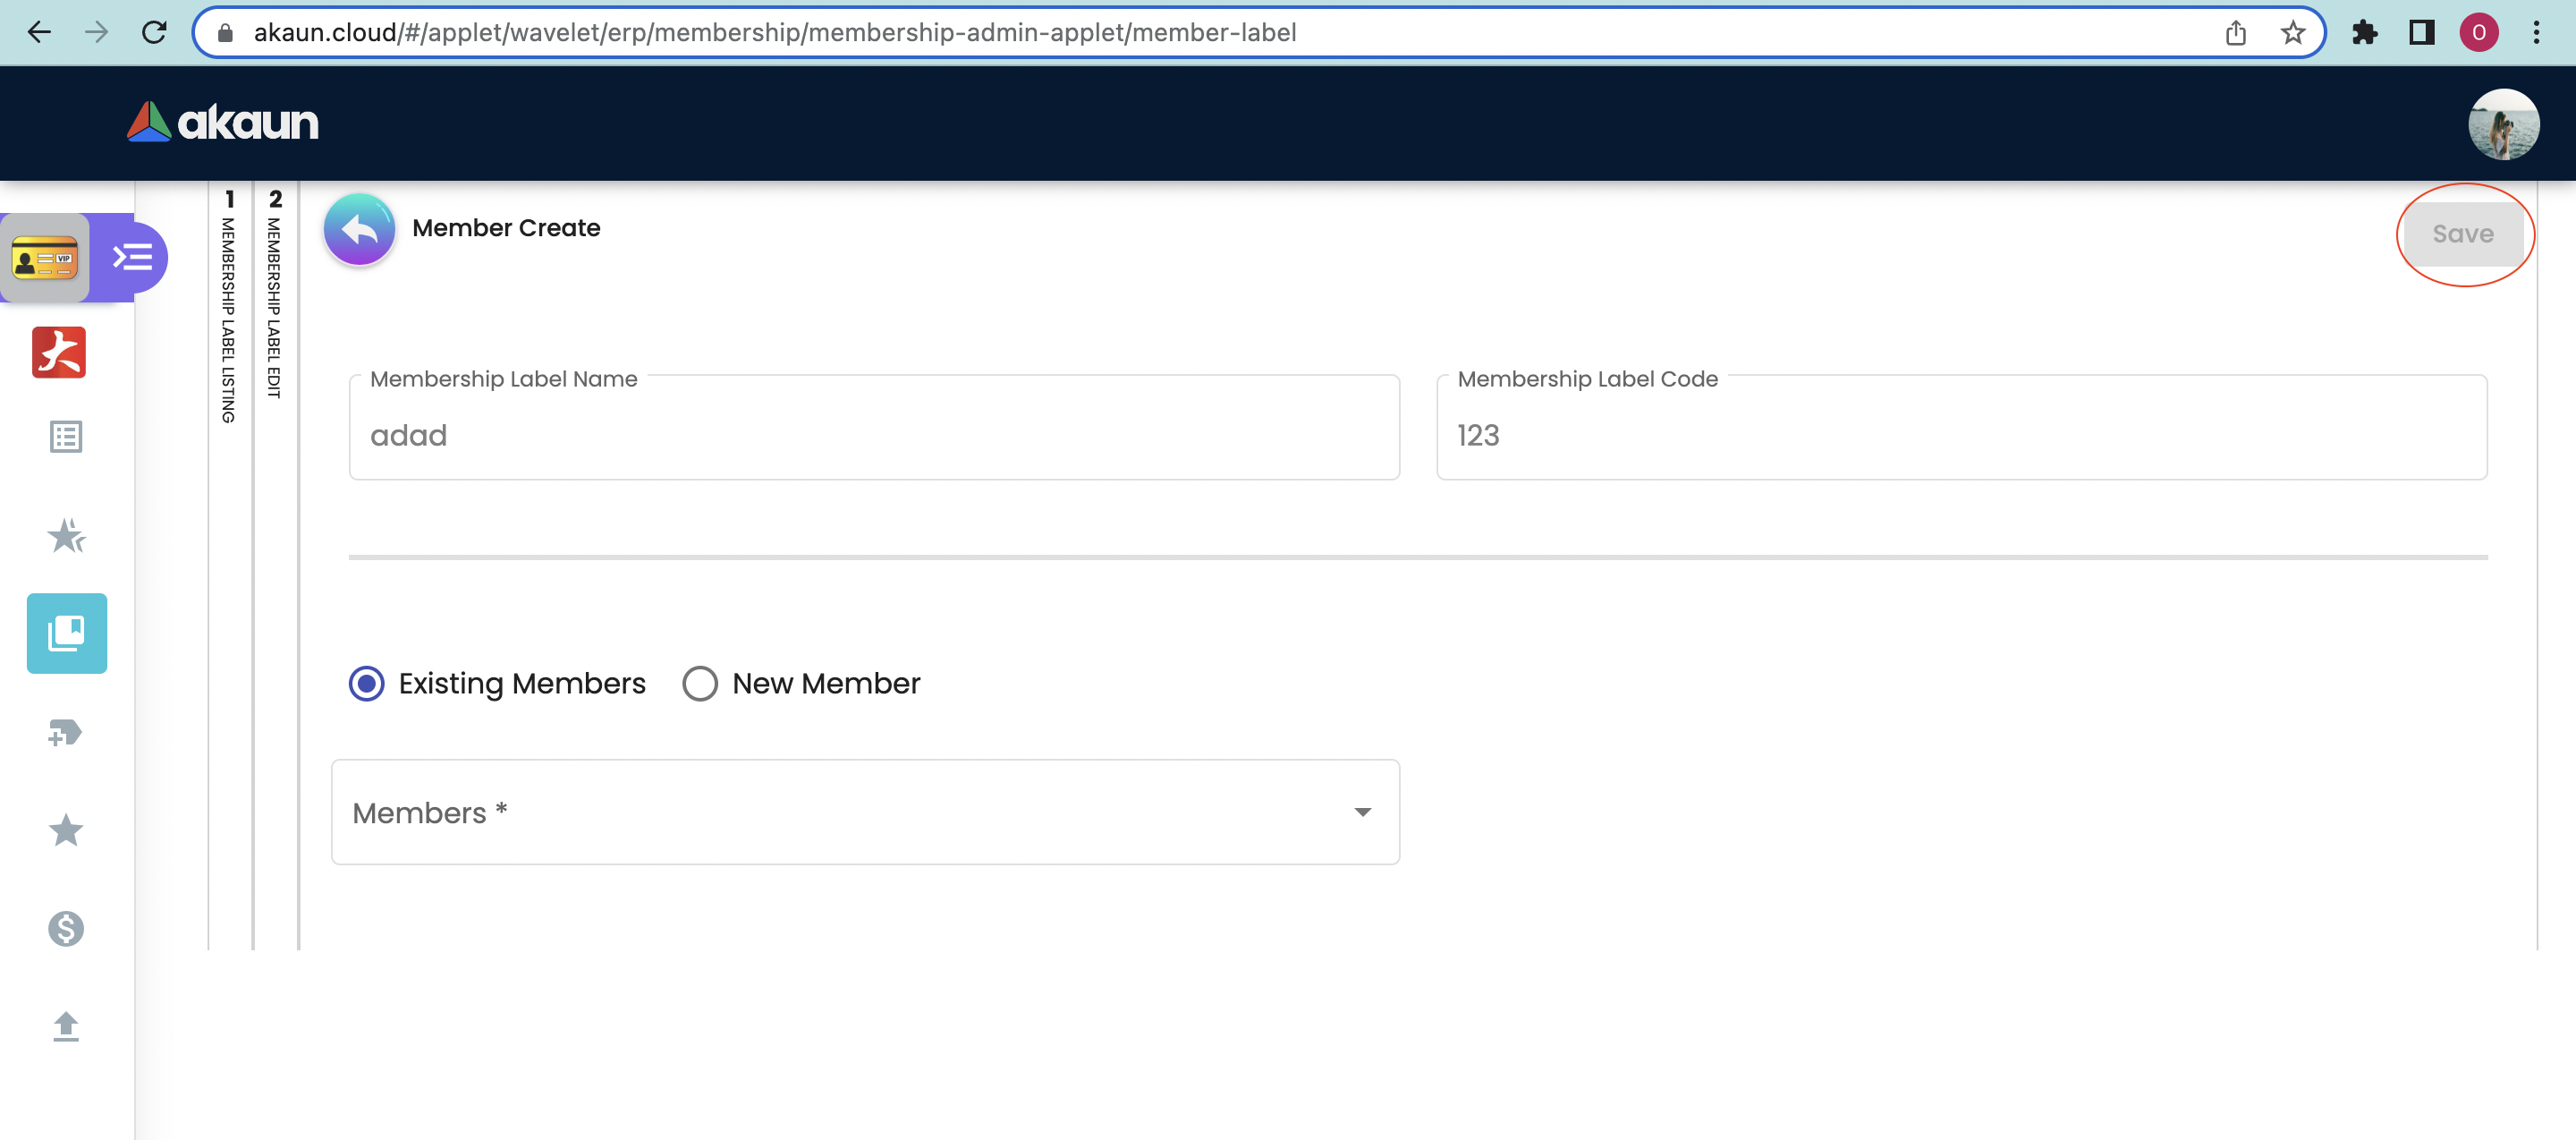 akaun.cloud/#/applet/wavelet/erp/membership/membership-admin-applet/member-label
O
akaun
1
MEMBERSHIP LABEL LISTING
2
MEMBERSHIP LABEL EDIT
Member Create
Save
VIP
Membership Label Name
adad
Membership Label Code
123
Existing Members
New Member
Members *